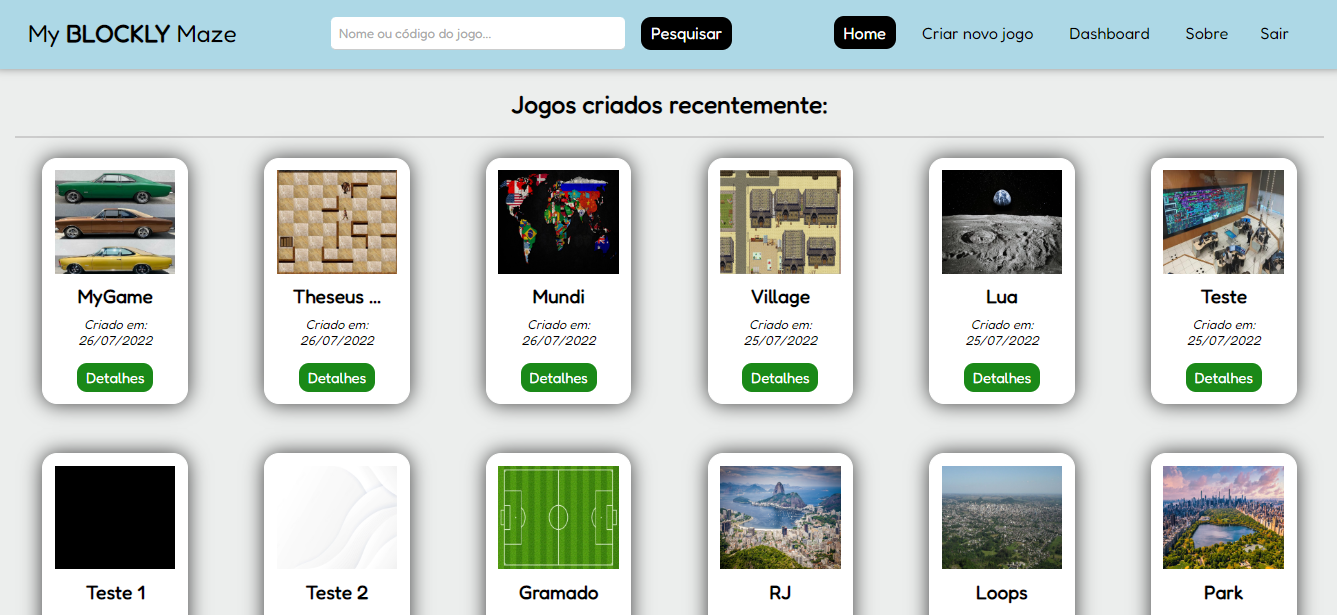 My BLOCKLY Maze
Nome ou código do jogo...
Pesquisar
Home
Criar novo jogo
Dashboard
Sobre
Sair
Jogos criados recentemente:
MyGame
Criado em:
26/07/2022
Detalhes
Theseus ...
Criado em:
26/07/2022
Detalhes
Mundi
Criado em:
26/07/2022
Detalhes
Village
Criado em:
25/07/2022
Detalhes
Lua
Criado em:
25/07/2022
Detalhes
Teste
Criado em:
25/07/2022
Detalhes
Teste 1
Teste 2
Gramado
RJ
Loops
Park